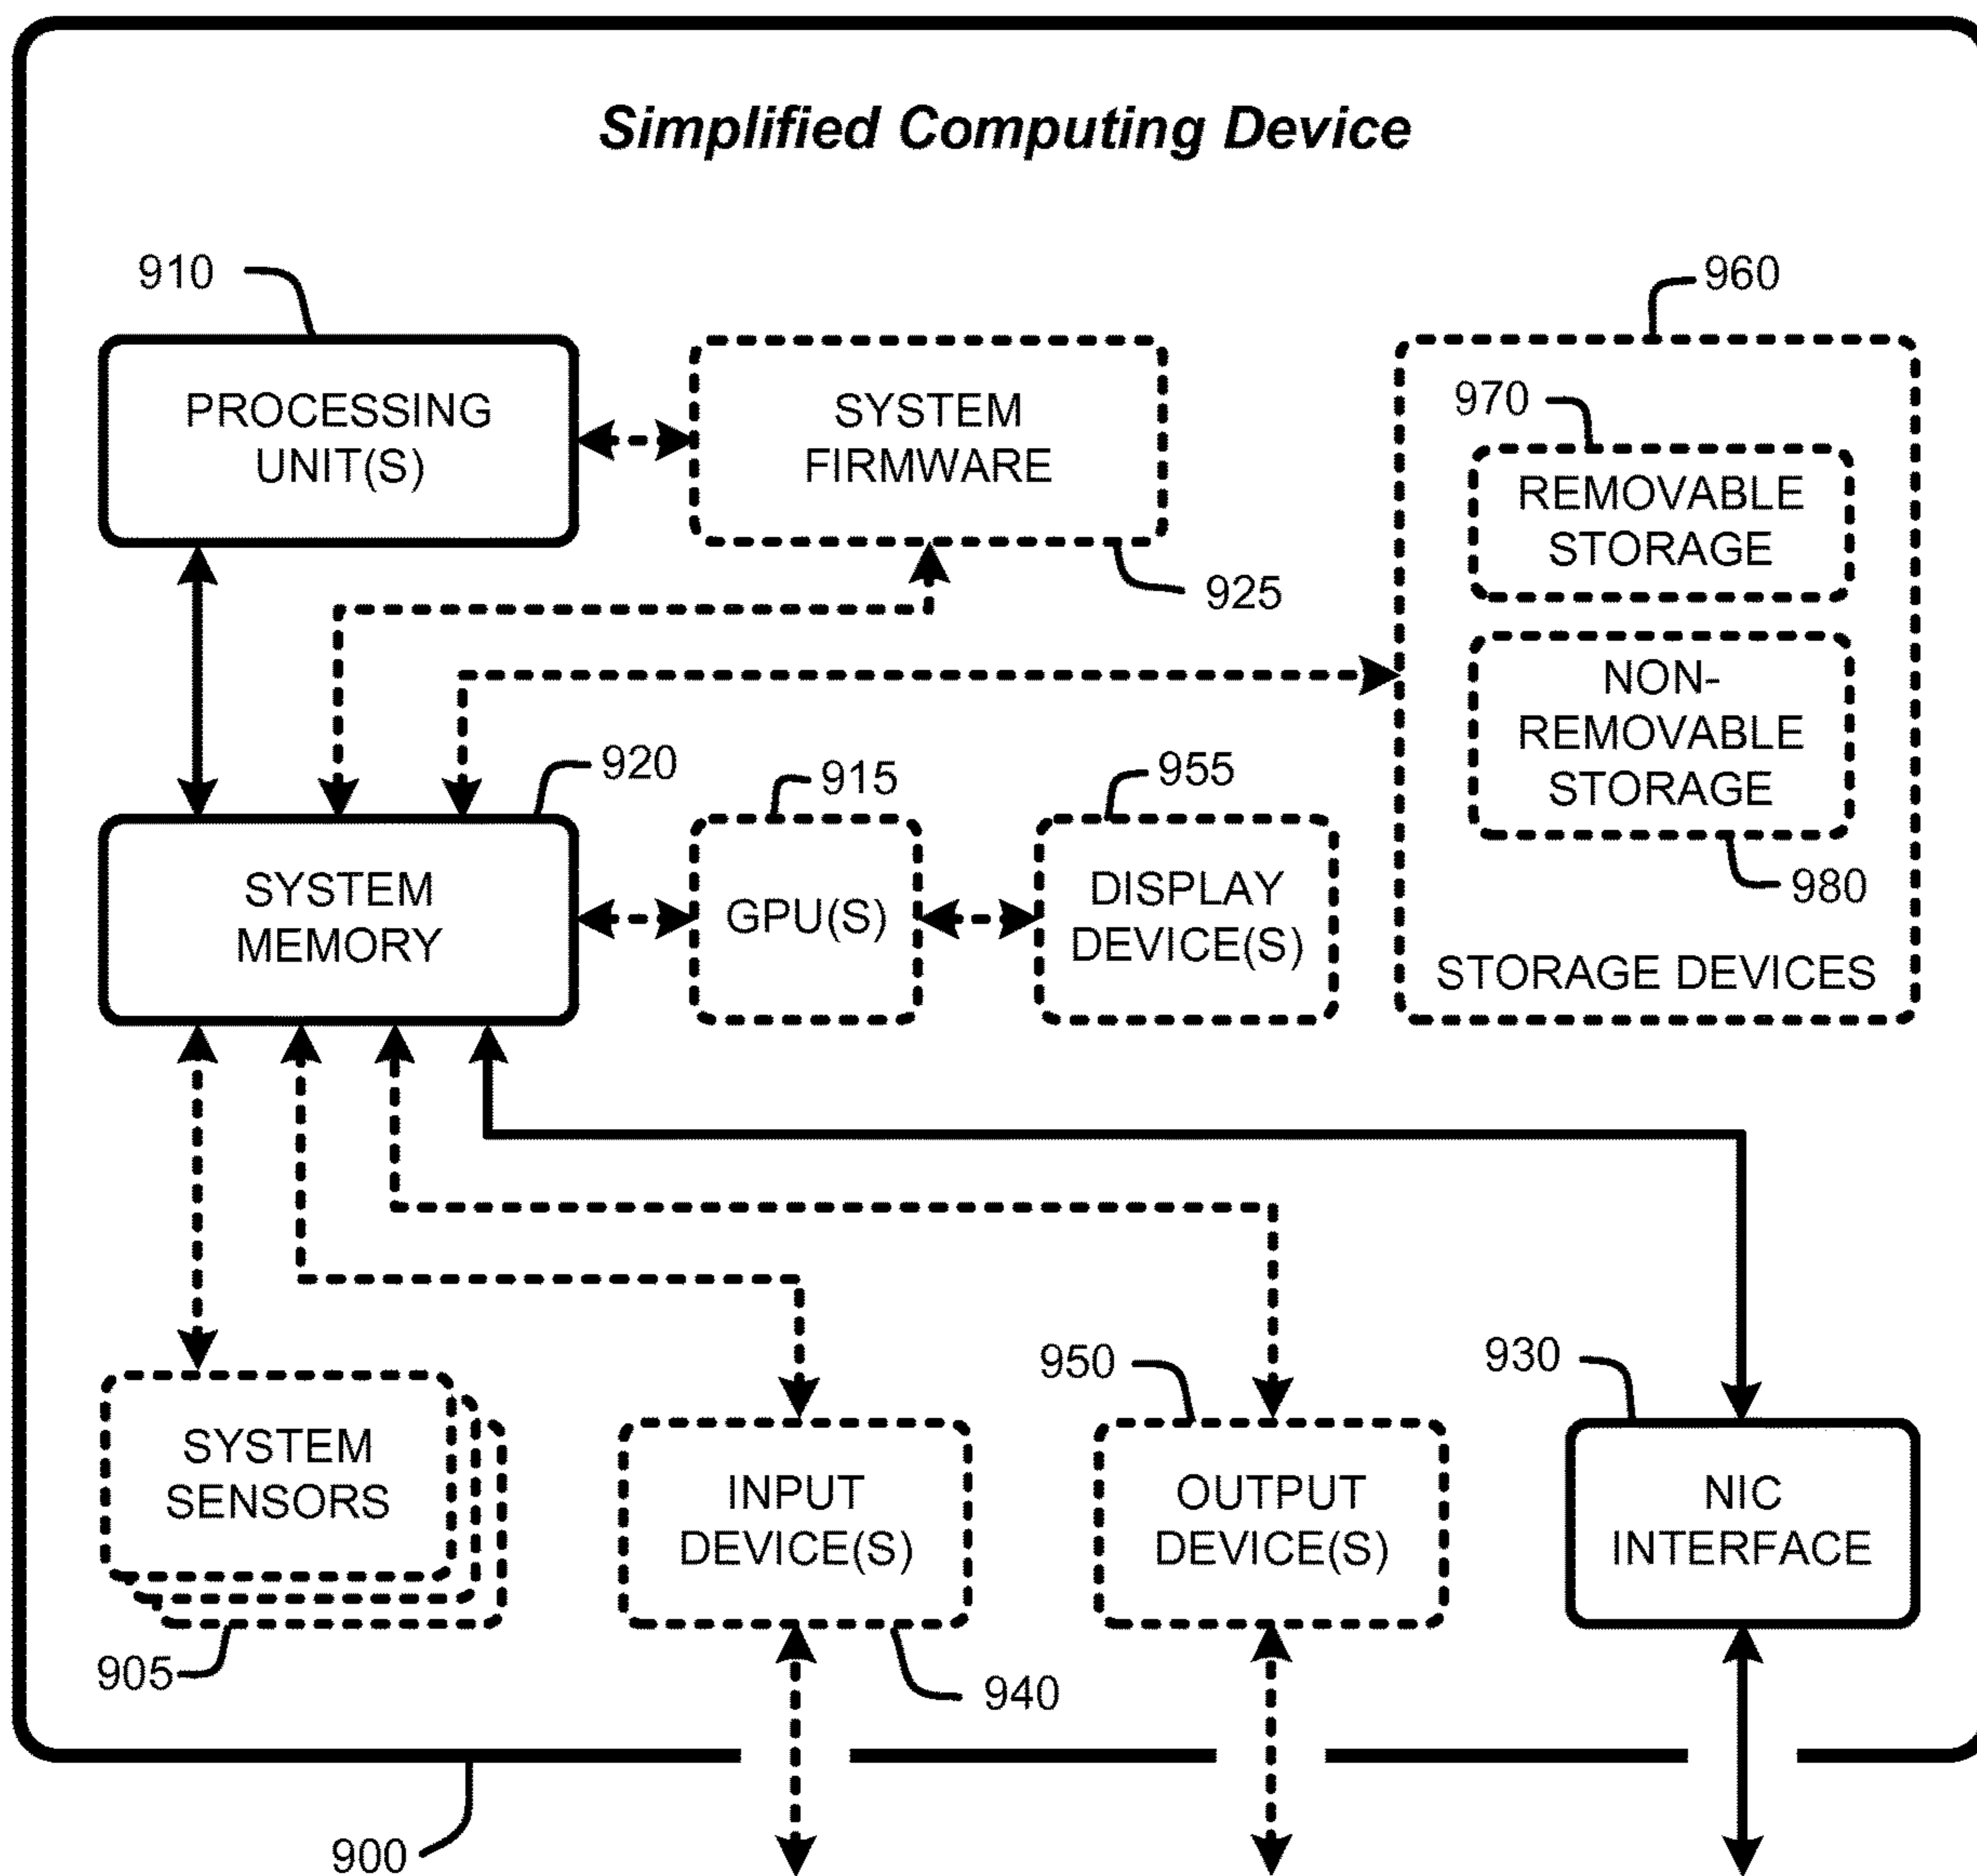 Simplified Computing Device
910
960
PROCESSING
UNIT(S)
SYSTEM
FIRMWARE
970
REMOVABLE
STORAGE
925
NON-
REMOVABLE
STORAGE
920
915
955
980
SYSTEM
MEMORY
GPU(S)
DISPLAY
DEVICE(S)
STORAGE DEVICES
950
930
SYSTEM
SENSORS
INPUT
DEVICE(S)
OUTPUT
DEVICE(S)
NIC
INTERFACE
905
940
900